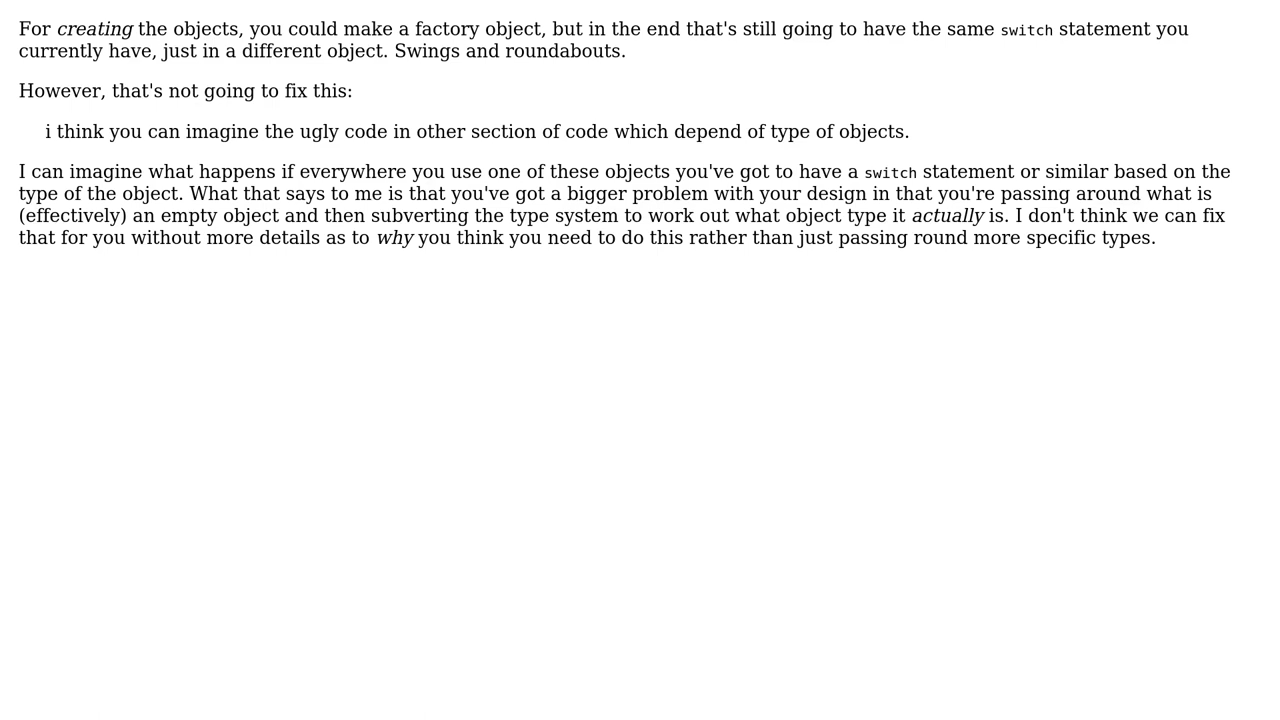 For creating the objects, you could make a factory object, but in the end that's still going to have the same switch statement you
currently have, just in a different object. Swings and roundabouts.
However, that's not going to fix this:
i think you can imagine the ugly code in other section of code which depend of type of objects.
I can imagine what happens if everywhere you use one of these objects you've got to have a switch statement or similar based on the
type of the object. What that says to me is that you've got a bigger problem with your design in that you're passing around what is
(effectively) an empty object and then subverting the type system to work out what object type it actually is. I don't think we can fix
that for you without more details as to why you think you need to do this rather than just passing round more specific types.